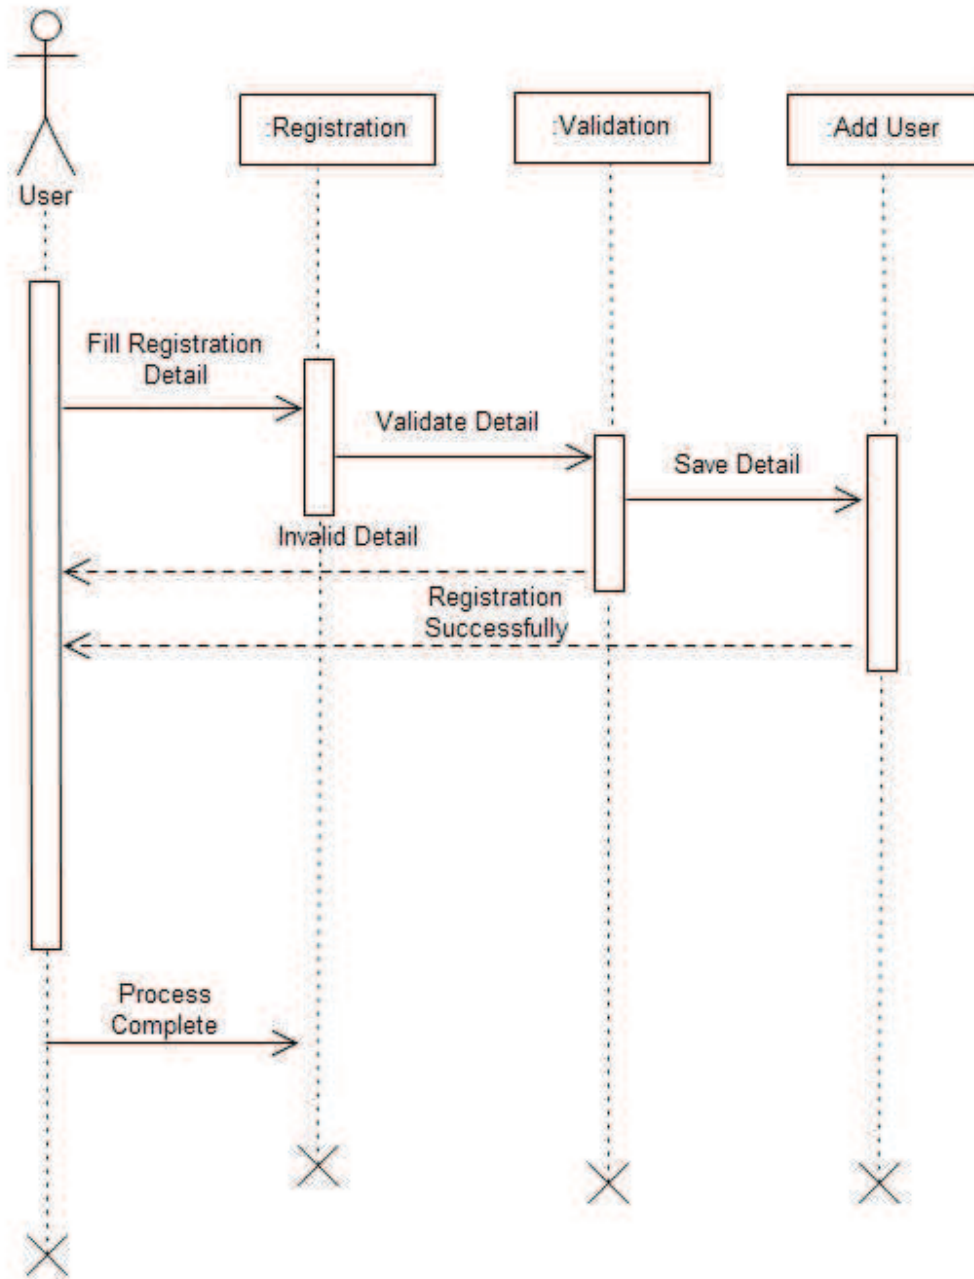 :Registration
:Validation
:Add User
User
Fill Registration
Detail
Validate Detail
Save Detail
Invalid Detail
Registration
Successfully
Process
Complete